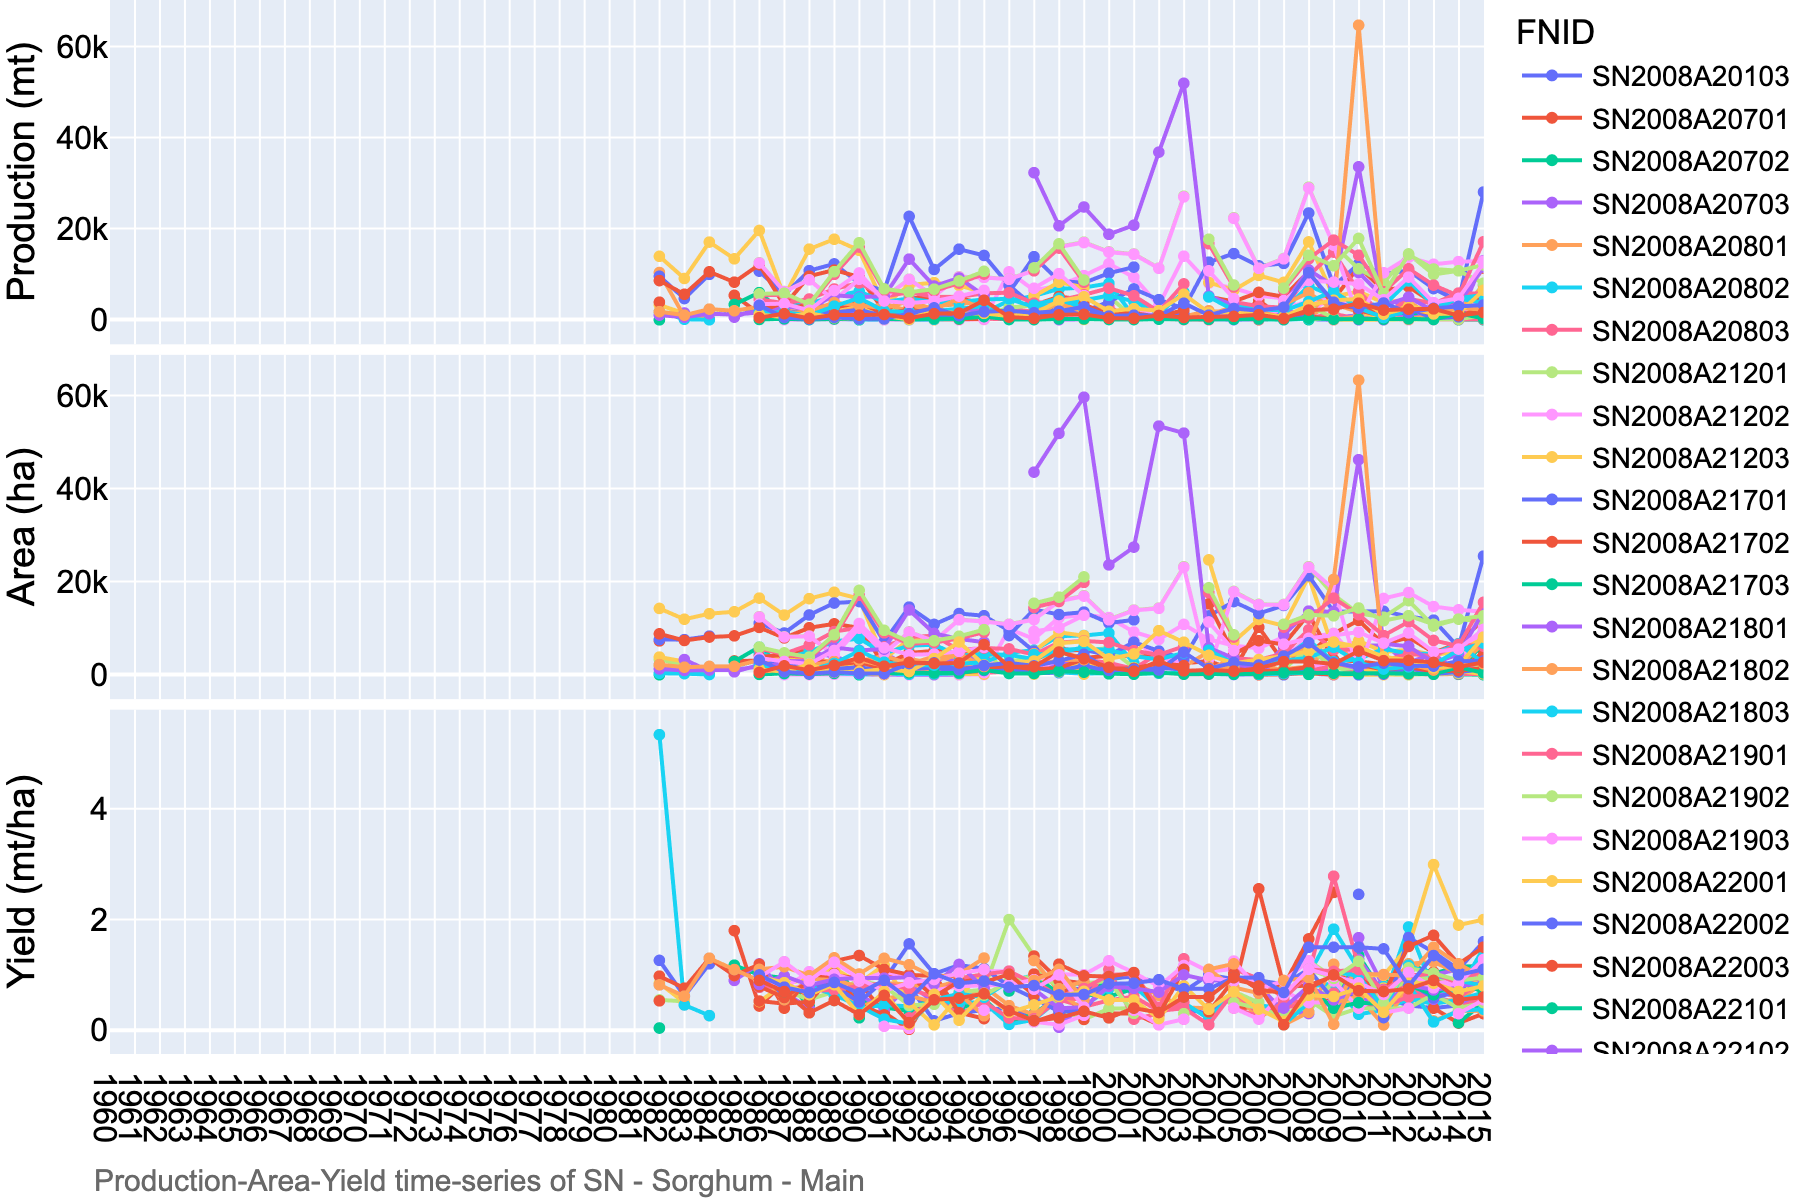 FNID
SN2008A20103
SN2008A20701
SN2008A20702
SN2008A20703
SN2008A20801
SN2008A20802
SN2008A20803
SN2008A21201
SN2008A21202
SN2008A21203
SN2008A21701
SN2008A21702
SN2008A21703
SN2008A21801
SN2008A21802
SN2008A21803
SN2008A21901
SN2008A21902
SN2008A21903
SN2008A22001
SN2008A22002
SN2008A22003
SN2008A22101
SN2008A22102
Production (mt)
60k
40k
20k
0
Area (ha)
60k
40k
20k
0
Yield (mt/ha)
4
2
0
1960
1961
1962
1963
1964
1965
1966
1967
1968
1969
1970
1971
1972
1973
1974
1975
1976
1977
1978
1979
1980
1981
1982
1983
1984
1985
1986
1987
1988
1989
1990
1991
1992
1993
1994
1995
1996
1997
1998
1999
2000
2001
2002
2003
2004
2005
2006
2007
2008
2009
2010
2011
2012
2013
2014
2015
Production-Area-Yield time-series of SN - Sorghum - Main